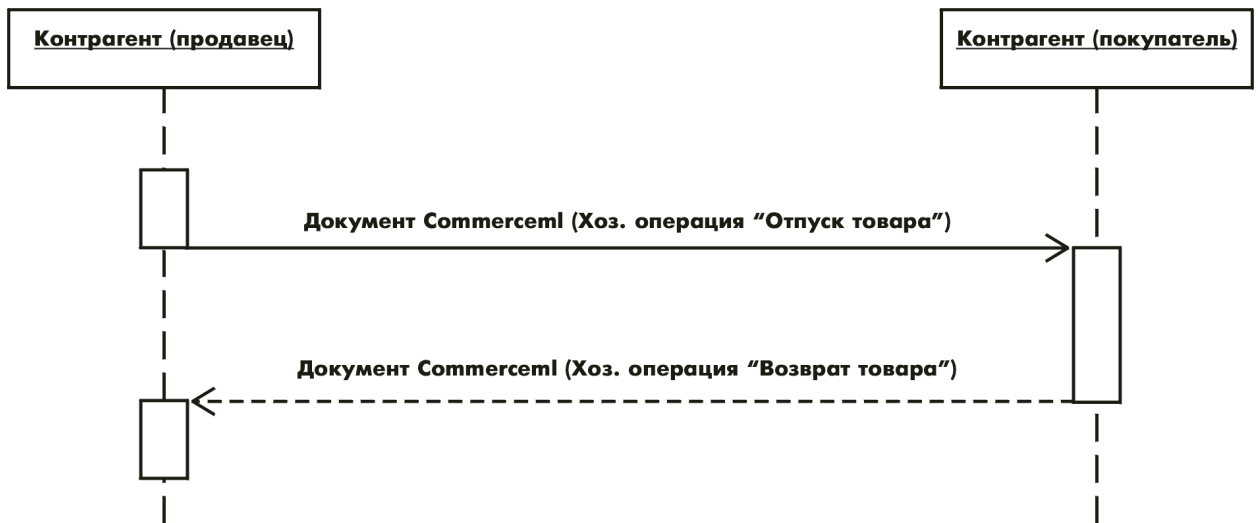 Контрагент (продавец)
Контрагент (покупатель)
Документ Commerceml (Хоз. операция “Отпуск товара”)
Документ Commerceml (Хоз. операция “Возврат товара”)